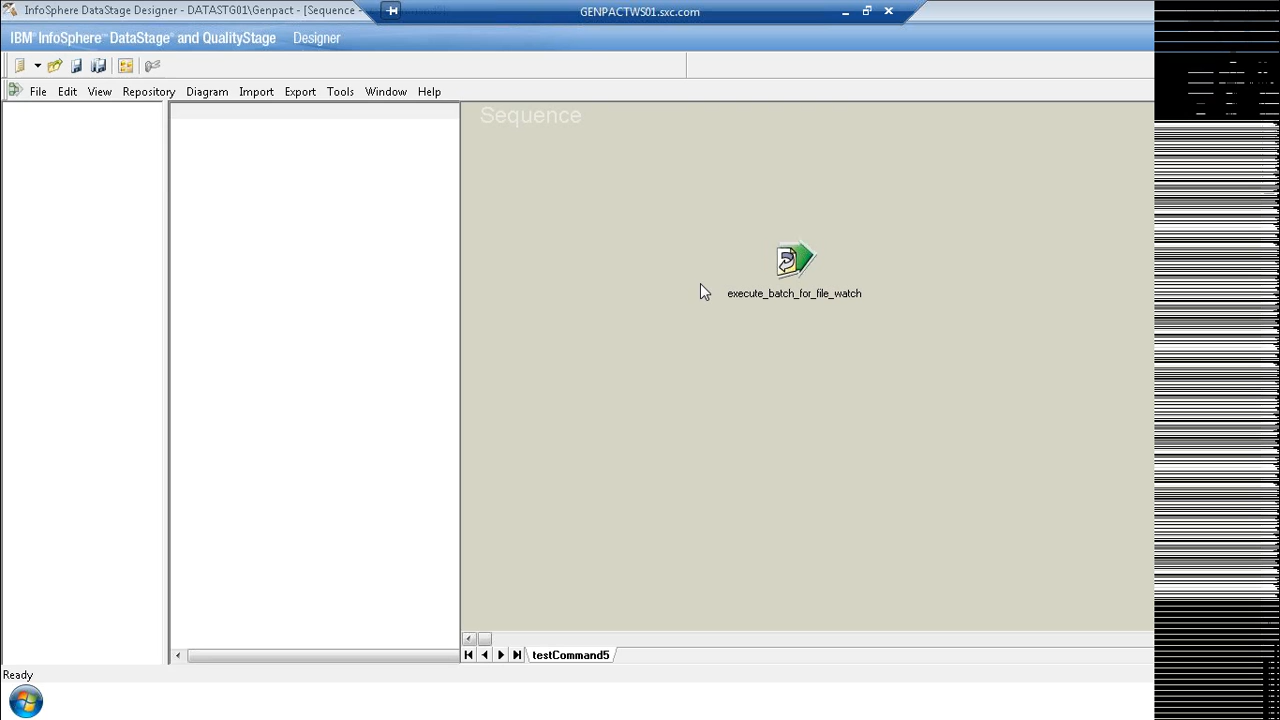 InfoSphere DataStage Designer - DATASTG01\Genpact - [Sequence -
GENPACTWS01.sxc.com
IBM® InfoSphere™ DataStage® and QualityStage Designer
File Edit View Repository Diagram Import Export Tools Window Help
Sequence
execute_batch_for_file_watch
testCommand5
Ready